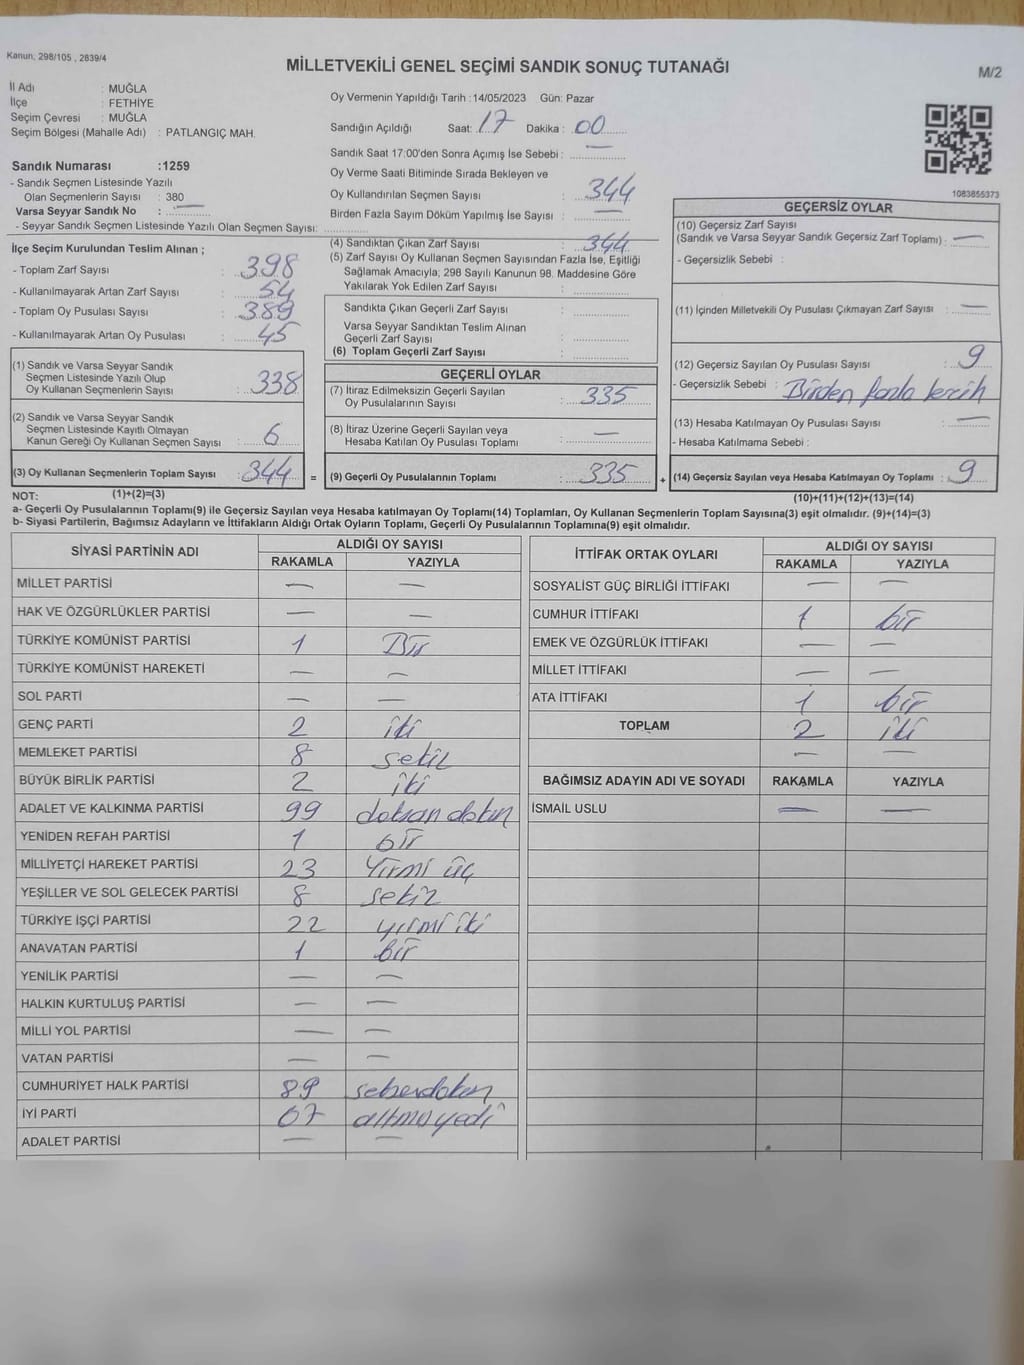 Kanun, 298/105 , 2839/4
MİLLETVEKİLİ GENEL SEÇİMİ SANDIK SONUÇ TUTANAĞI
M/2
İl Adı : MUĞLA
İlçe : FETHİYE
Seçim Çevresi : MUĞLA
Seçim Bölgesi (Mahalle Adı) : PATLANGIÇ MAH.
Sandık Numarası :1259
- Sandık Seçmen Listesinde Yazılı
Olan Seçmenlerin Sayısı : 380
Varsa Seyyar Sandık No : —
- Seyyar Sandık Seçmen Listesinde Yazılı Olan Seçmen Sayısı:
Oy Vermenin Yapıldığı Tarih :14/05/2023 Gün: Pazar
Sandığın Açıldığı Saat: 17 Dakika : 00
Sandık Saat 17:00'den Sonra Açımış İse Sebebi : —
Oy Verme Saati Bitiminde Sırada Bekleyen ve
Oy Kullandırılan Seçmen Sayısı : 344
Birden Fazla Sayım Döküm Yapılmış İse Sayısı : —
1083855373
İlçe Seçim Kurulundan Teslim Alınan ;
- Toplam Zarf Sayısı : 398
- Kullanılmayarak Artan Zarf Sayısı : 54
- Toplam Oy Pusulası Sayısı : 389
- Kullanılmayarak Artan Oy Pusulası : 45
(4) Sandıktan Çıkan Zarf Sayısı : 344
(5) Zarf Sayısı Oy Kullanan Seçmen Sayısından Fazla İse, Eşitliği
Sağlamak Amacıyla; 298 Sayılı Kanunun 98. Maddesine Göre
Yakılarak Yok Edilen Zarf Sayısı :
Sandıkta Çıkan Geçerli Zarf Sayısı :
Varsa Seyyar Sandıktan Teslim Alınan
Geçerli Zarf Sayısı :
(6) Toplam Geçerli Zarf Sayısı :
GEÇERSİZ OYLAR
(10) Geçersiz Zarf Sayısı
(Sandık ve Varsa Seyyar Sandık Geçersiz Zarf Toplamı) : —
- Geçersizlik Sebebi :
(11) İçinden Milletvekili Oy Pusulası Çıkmayan Zarf Sayısı : —
(12) Geçersiz Sayılan Oy Pusulası Sayısı : 9
- Geçersizlik Sebebi : Birden fazla tercih
(13) Hesaba Katılmayan Oy Pusulası Sayısı : —
- Hesaba Katılmama Sebebi :
(1) Sandık ve Varsa Seyyar Sandık
Seçmen Listesinde Yazılı Olup
Oy Kullanan Seçmenlerin Sayısı : 338
(2) Sandık ve Varsa Seyyar Sandık
Seçmen Listesinde Kayıtlı Olmayan
Kanun Gereği Oy Kullanan Seçmen Sayısı : 6
GEÇERLİ OYLAR
(7) İtiraz Edilmeksizin Geçerli Sayılan
Oy Pusulalarının Sayısı : 335
(8) İtiraz Üzerine Geçerli Sayılan veya
Hesaba Katılan Oy Pusulası Toplamı : —
(3) Oy Kullanan Seçmenlerin Toplam Sayısı : 344 = (9) Geçerli Oy Pusulalarının Toplamı : 335 + (14) Geçersiz Sayılan veya Hesaba Katılmayan Oy Toplamı : 9
NOT: (1)+(2)=(3) (10)+(11)+(12)+(13)=(14)
a- Geçerli Oy Pusulasının Toplamı(9) ile Geçersiz Sayılan veya Hesaba katılmayan Oy Toplamı(14) Toplamları, Oy Kullanan Seçmenlerin Toplam Sayısına(3) eşit olmalıdır. (9)+(14)=(3)
b- Siyasi Partilerin, Bağımsız Adayların ve İttifakların Aldığı Ortak Oyların Toplamı, Geçerli Oy Pusulasının Toplamına(9) eşit olmalıdır.
SİYASİ PARTİNİN ADI ALDIĞI OY SAYISI
RAKAMLA YAZIYLA
MİLLET PARTİSİ — —
HAK VE ÖZGÜRLÜKLER PARTİSİ — —
TÜRKİYE KOMÜNİST PARTİSİ 1 Bir
TÜRKİYE KOMÜNİST HAREKETİ — —
SOL PARTİ — —
GENÇ PARTİ 2 iki
MEMLEKET PARTİSİ 8 sekiz
BÜYÜK BİRLİK PARTİSİ 2 iki
ADALET VE KALKINMA PARTİSİ 99 doksan dokuz
YENİDEN REFAH PARTİSİ 1 bir
MİLLİYETÇİ HAREKET PARTİSİ 23 Yirmi üç
YEŞİLLER VE SOL GELECEK PARTİSİ 8 sekiz
TÜRKİYE İŞÇİ PARTİSİ 22 yirmi iki
ANAVATAN PARTİSİ 1 bir
YENİLİK PARTİSİ — —
HALKIN KURTULUŞ PARTİSİ — —
MİLLİ YOL PARTİSİ — —
VATAN PARTİSİ — —
CUMHURİYET HALK PARTİSİ 89
İYİ PARTİ 67
ADALET PARTİSİ — —
İTTİFAK ORTAK OYLARI ALDIĞI OY SAYISI
RAKAMLA YAZIYLA
SOSYALİST GÜÇ BİRLİĞİ İTTİFAKI — —
CUMHUR İTTİFAKI 1 bir
EMEK VE ÖZGÜRLÜK İTTİFAKI — —
MİLLET İTTİFAKI — —
ATA İTTİFAKI 1 bir
TOPLAM 2 iki
— —
BAĞIMSIZ ADAYIN ADI VE SOYADI RAKAMLA YAZIYLA
İSMAİL USLU — —